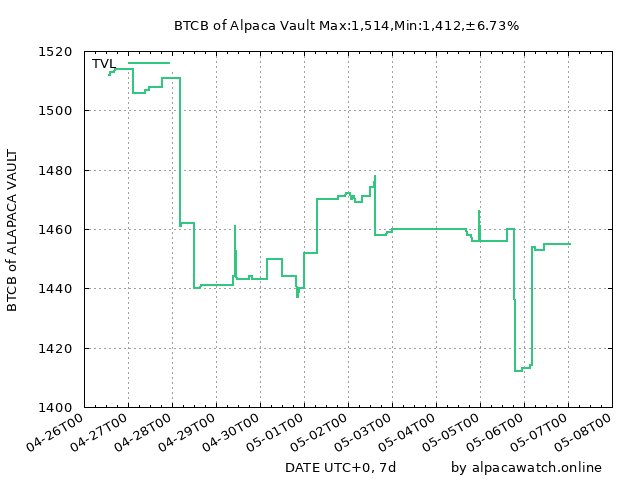 BTCB of Alpaca Vault Max:1,514,Min:1,412,±6.73%
TVL
1520
1500
1480
1460
1440
1420
1400
BTCB of ALAPACA VAULT
04-26T00
04-27T00
04-28T00
04-29T00
04-30T00
05-01T00
05-02T00
05-03T00
05-04T00
05-05T00
05-06T00
05-07T00
05-08T00
DATE UTC+0, 7d
by alpacawatch.online